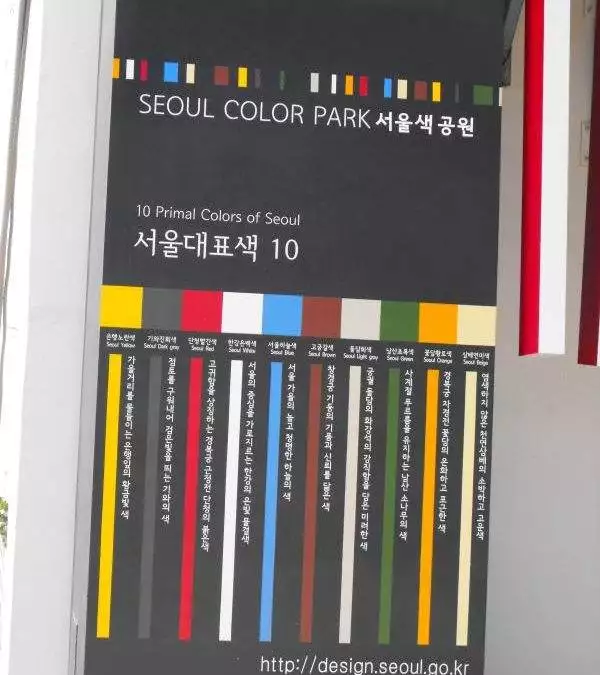 SEOUL COLOR PARK 서울색공원
10 Primal Colors of Seoul
서울대표색 10
은행노란색
Seoul Yellow
가을거리를 물들이는 은행잎의 황금빛 색
기와진회색
Seoul Dark gray
점토를 구워내어 검은빛을 띄는 기와의 색
단청빨간색
Seoul Red
고귀함을 상징하는 경복궁 근정전 단청의 붉은색
한강은백색
Seoul White
서울의 중심을 가로지르는 한강의 은빛 물결색
서울하늘색
Seoul Blue
서울 가을의 높고 청명한 하늘의 색
고궁갈색
Seoul Brown
창경궁 기둥의 기품과 신뢰를 담은 색
돌담회색
Seoul Light gray
궁궐 돌담의 화강석의 강직함을 담은 미려한 색
남산초록색
Seoul Green
사계절 푸르름을 유지하는 남산 소나무의 색
꽃담황토색
Seoul Orange
경복궁 자경전 꽃담의 온화하고 포근한 색
삼베연미색
Seoul Beige
염색하지 않은 천연삼베의 소박하고 고운색
http://design.seoul.go.kr